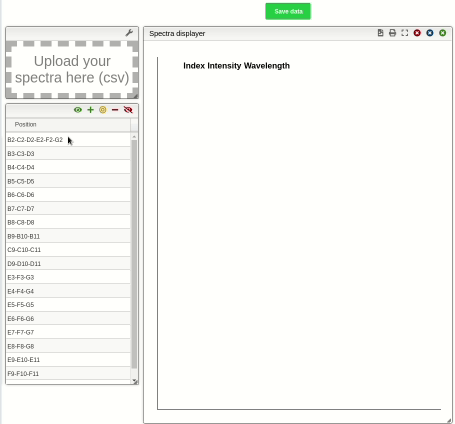 Save data
Spectra displayer
Upload your
spectra here (csv)
Index Intensity Wavelength
Position
B2-C2-D2-E2-F2-G2
B3-C3-D3
B4-C4-D4
B5-C5-D5
B6-C6-D6
B7-C7-D7
B8-C8-D8
B9-B10-B11
C9-C10-C11
D9-D10-D11
E3-F3-G3
E4-F4-G4
E5-F5-G5
E6-F6-G6
E7-F7-G7
E8-F8-G8
E9-E10-E11
F9-F10-F11